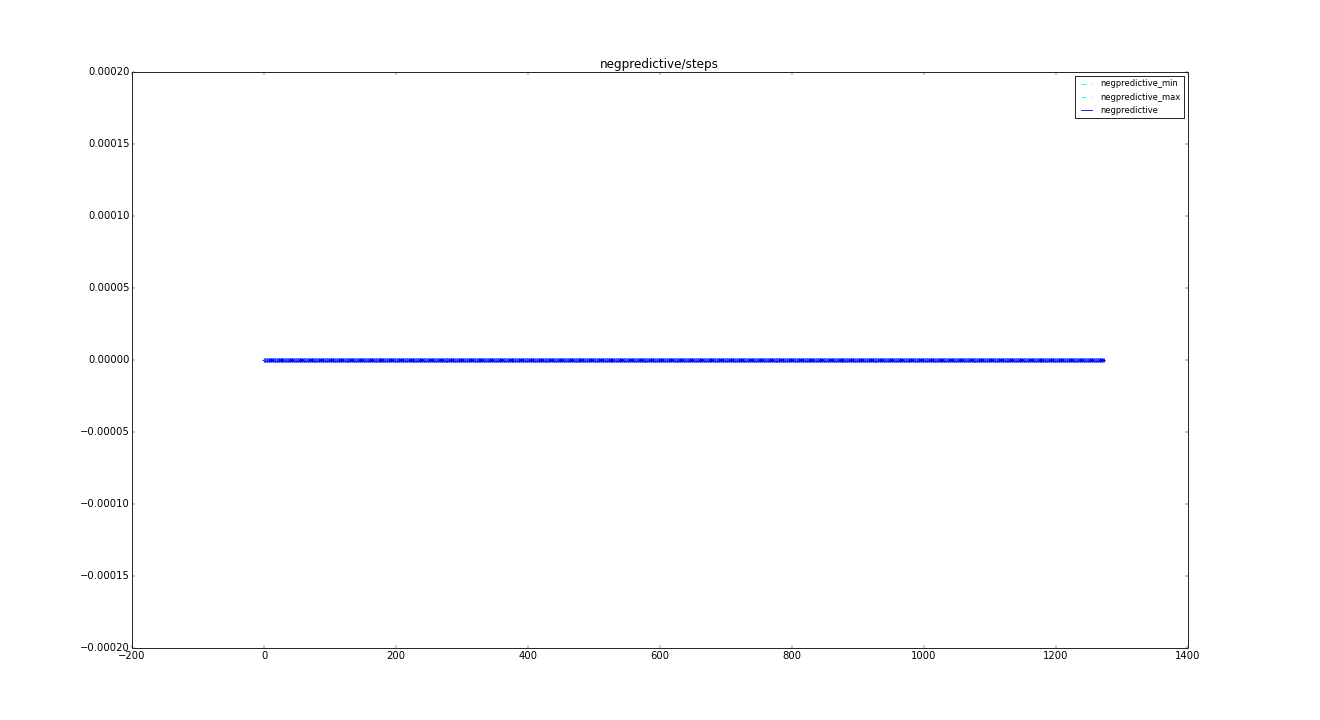 negpredictive/steps
0.00020
negpredictive_min
negpredictive_max
negpredictive
0.00015
0.00010
0.00005
0.00000
−0.00005
−0.00010
−0.00015
−0.00020
−200 0 200 400 600 800 1000 1200 1400